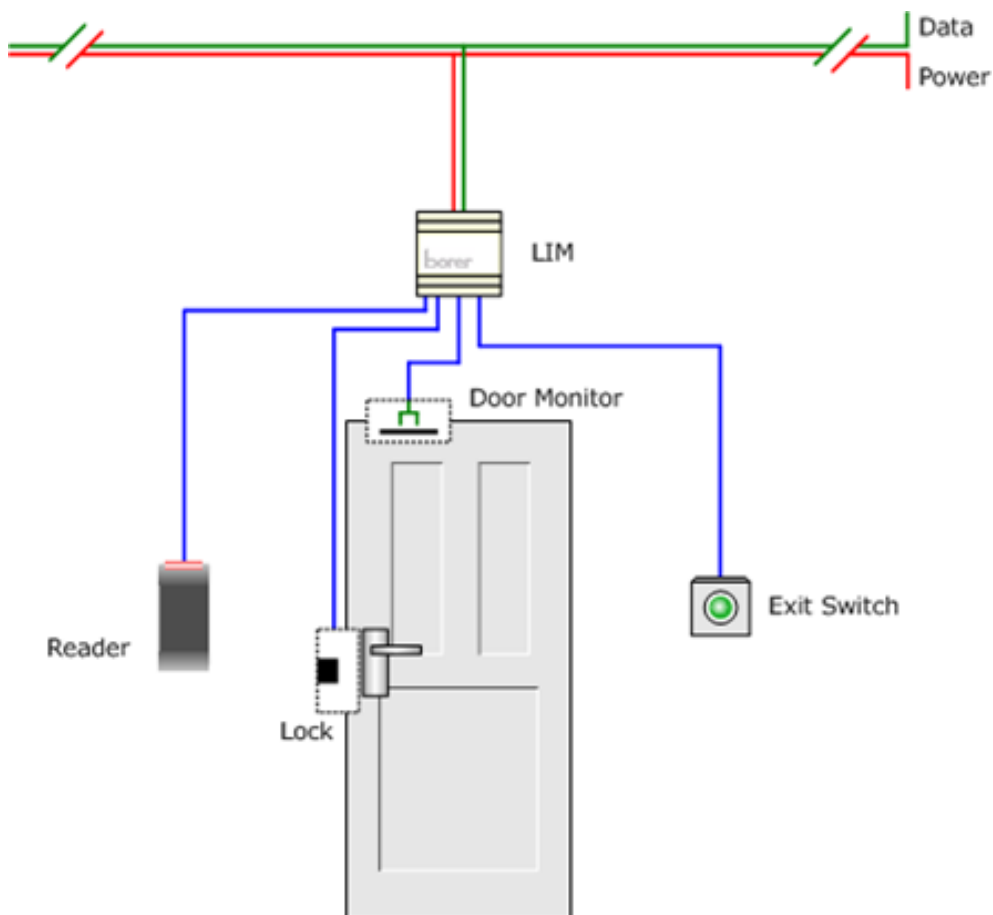 Data
Power
borer
LIM
Door Monitor
Exit Switch
Reader
Lock